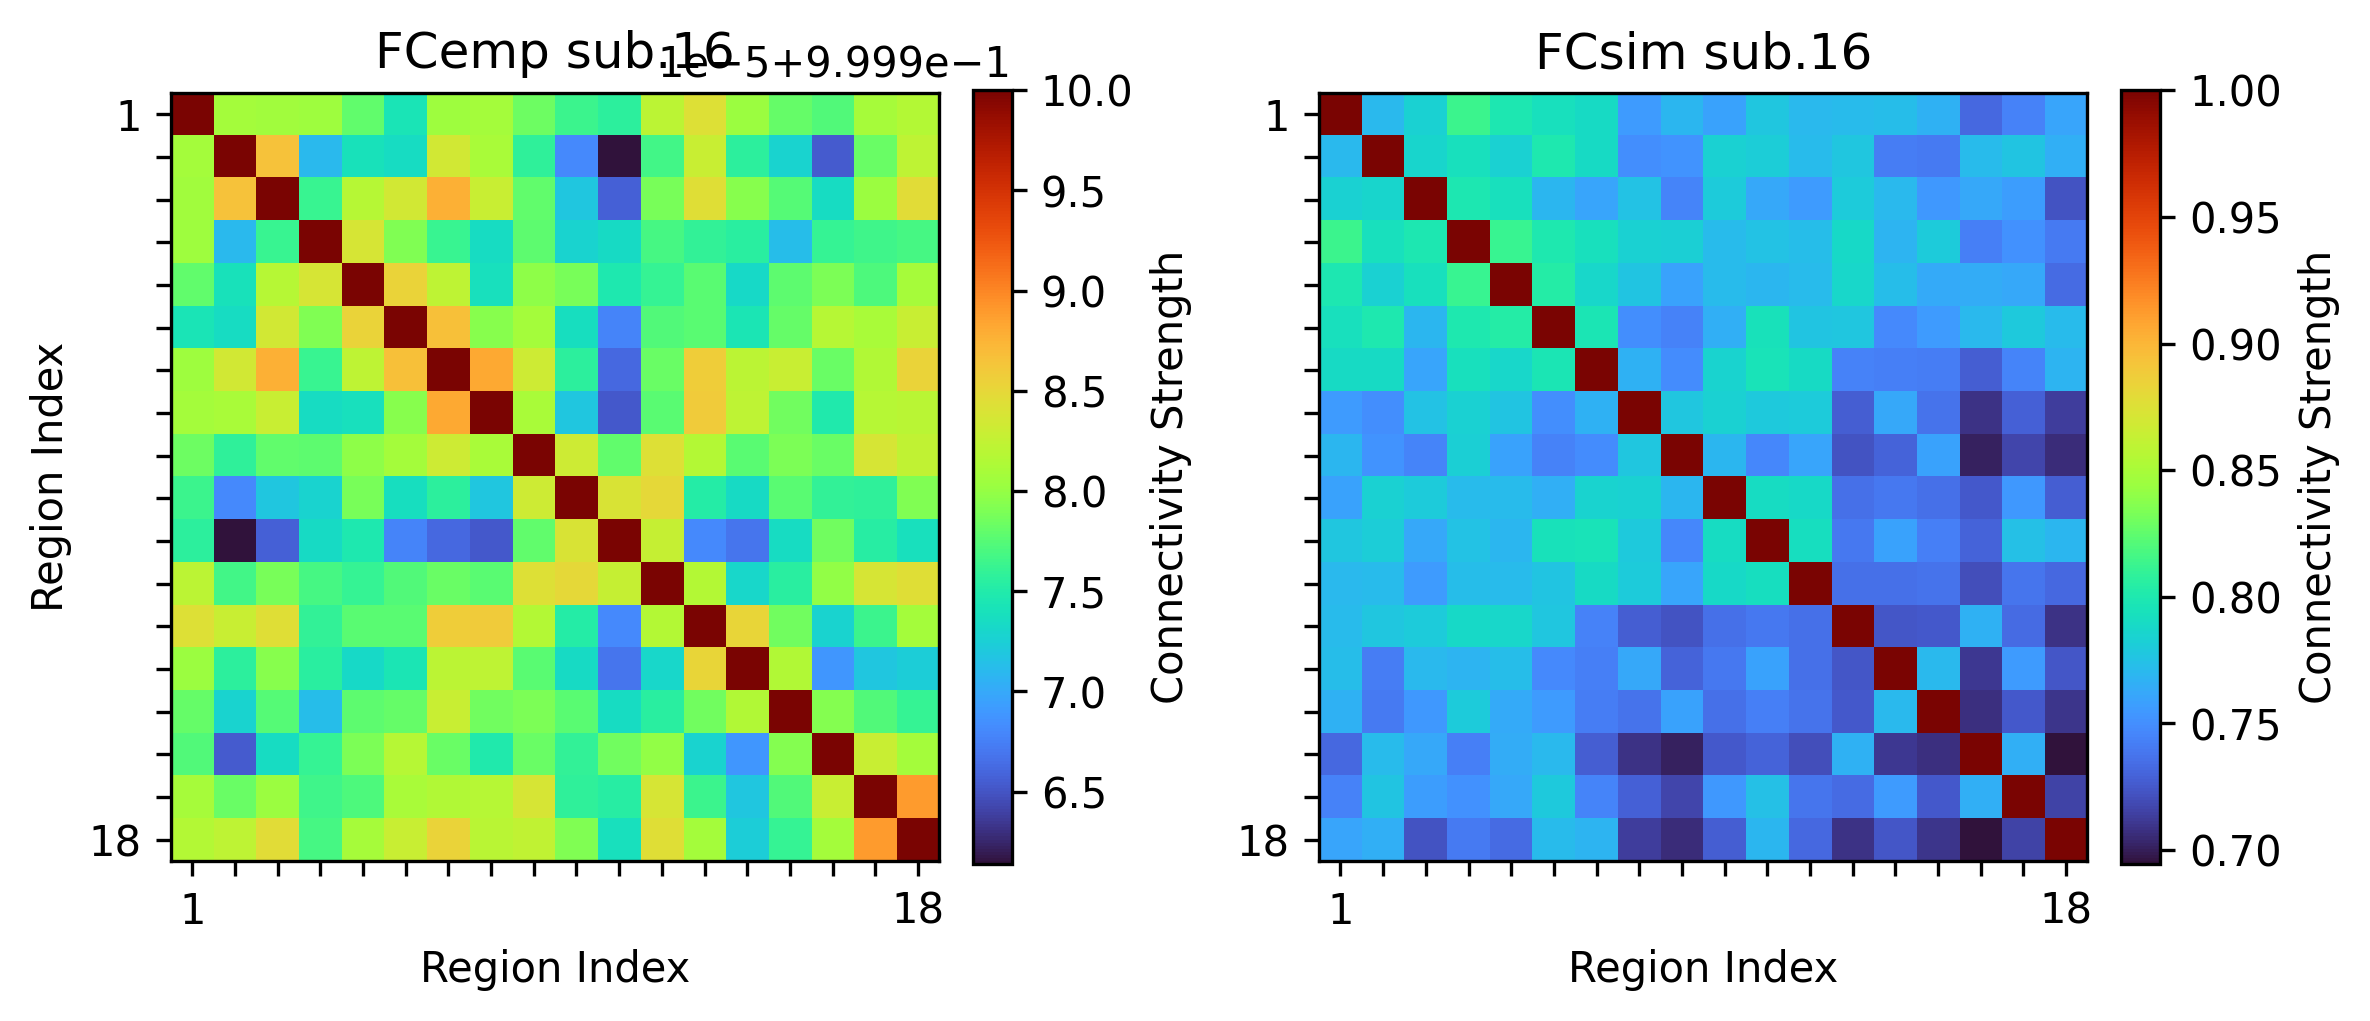 FCemp sub.16
1e−5+9.999e−1
1
18
1
18
Region Index
Region Index
10.0
9.5
9.0
8.5
8.0
7.5
7.0
6.5
Connectivity Strength
FCsim sub.16
1
18
1
18
Region Index
1.00
0.95
0.90
0.85
0.80
0.75
0.70
Connectivity Strength